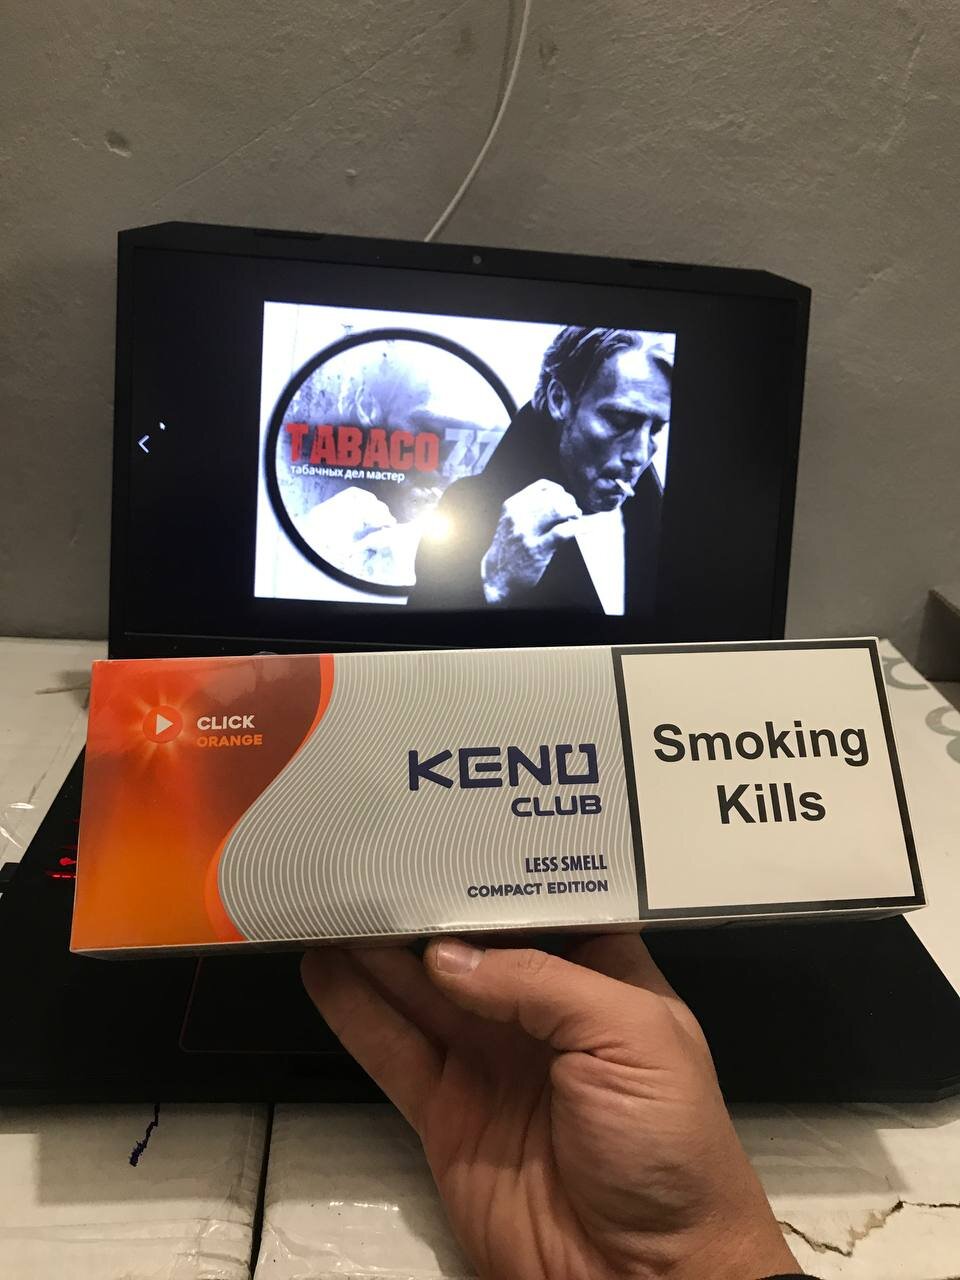 TABACO77
табачных дел мастер
CLICK
ORANGE
KENO
CLUB
LESS SMELL
COMPACT EDITION
Smoking
Kills